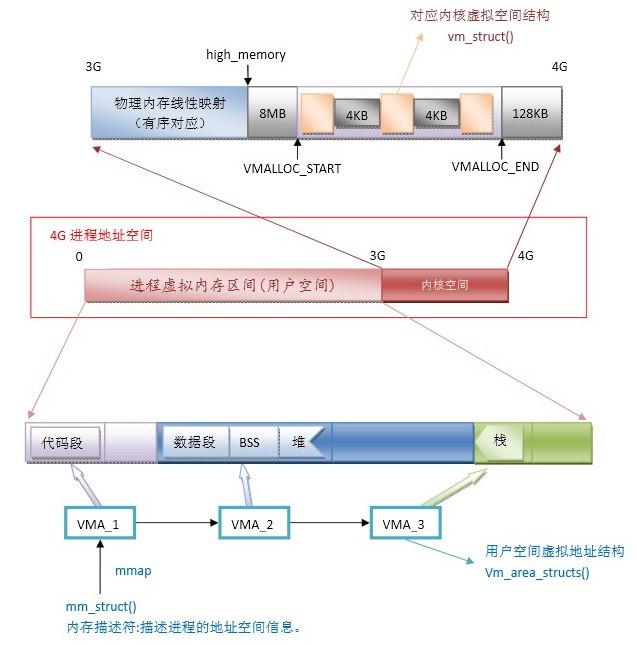 对应内核虚拟空间结构
vm_struct()
high_memory
3G
4G
物理内存线性映射
（有序对应）
8MB
4KB
4KB
128KB
VMALLOC_START
VMALLOC_END
4G 进程地址空间
0
3G
4G
进程虚拟内存区间(用户空间)
内核空间
代码段
数据段
BSS
堆
栈
VMA_1
VMA_2
VMA_3
mmap
用户空间虚拟地址结构
Vm_area_structs()
mm_struct()
内存描述符:描述进程的地址空间信息。